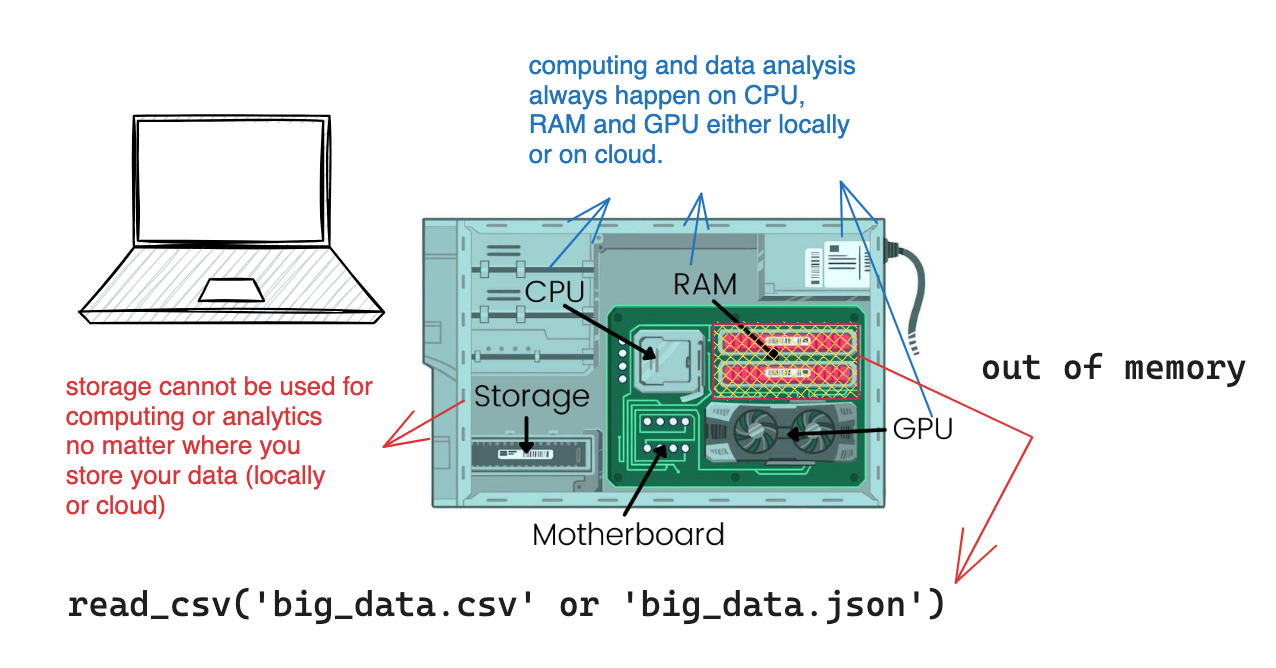 computing and data analysis
always happen on CPU,
RAM and GPU either locally
or on cloud.
CPU
RAM
out of memory
storage cannot be used for
computing or analytics
no matter where you
store your data (locally
or cloud)
Storage
GPU
Motherboard
read_csv('big_data.csv' or 'big_data.json')